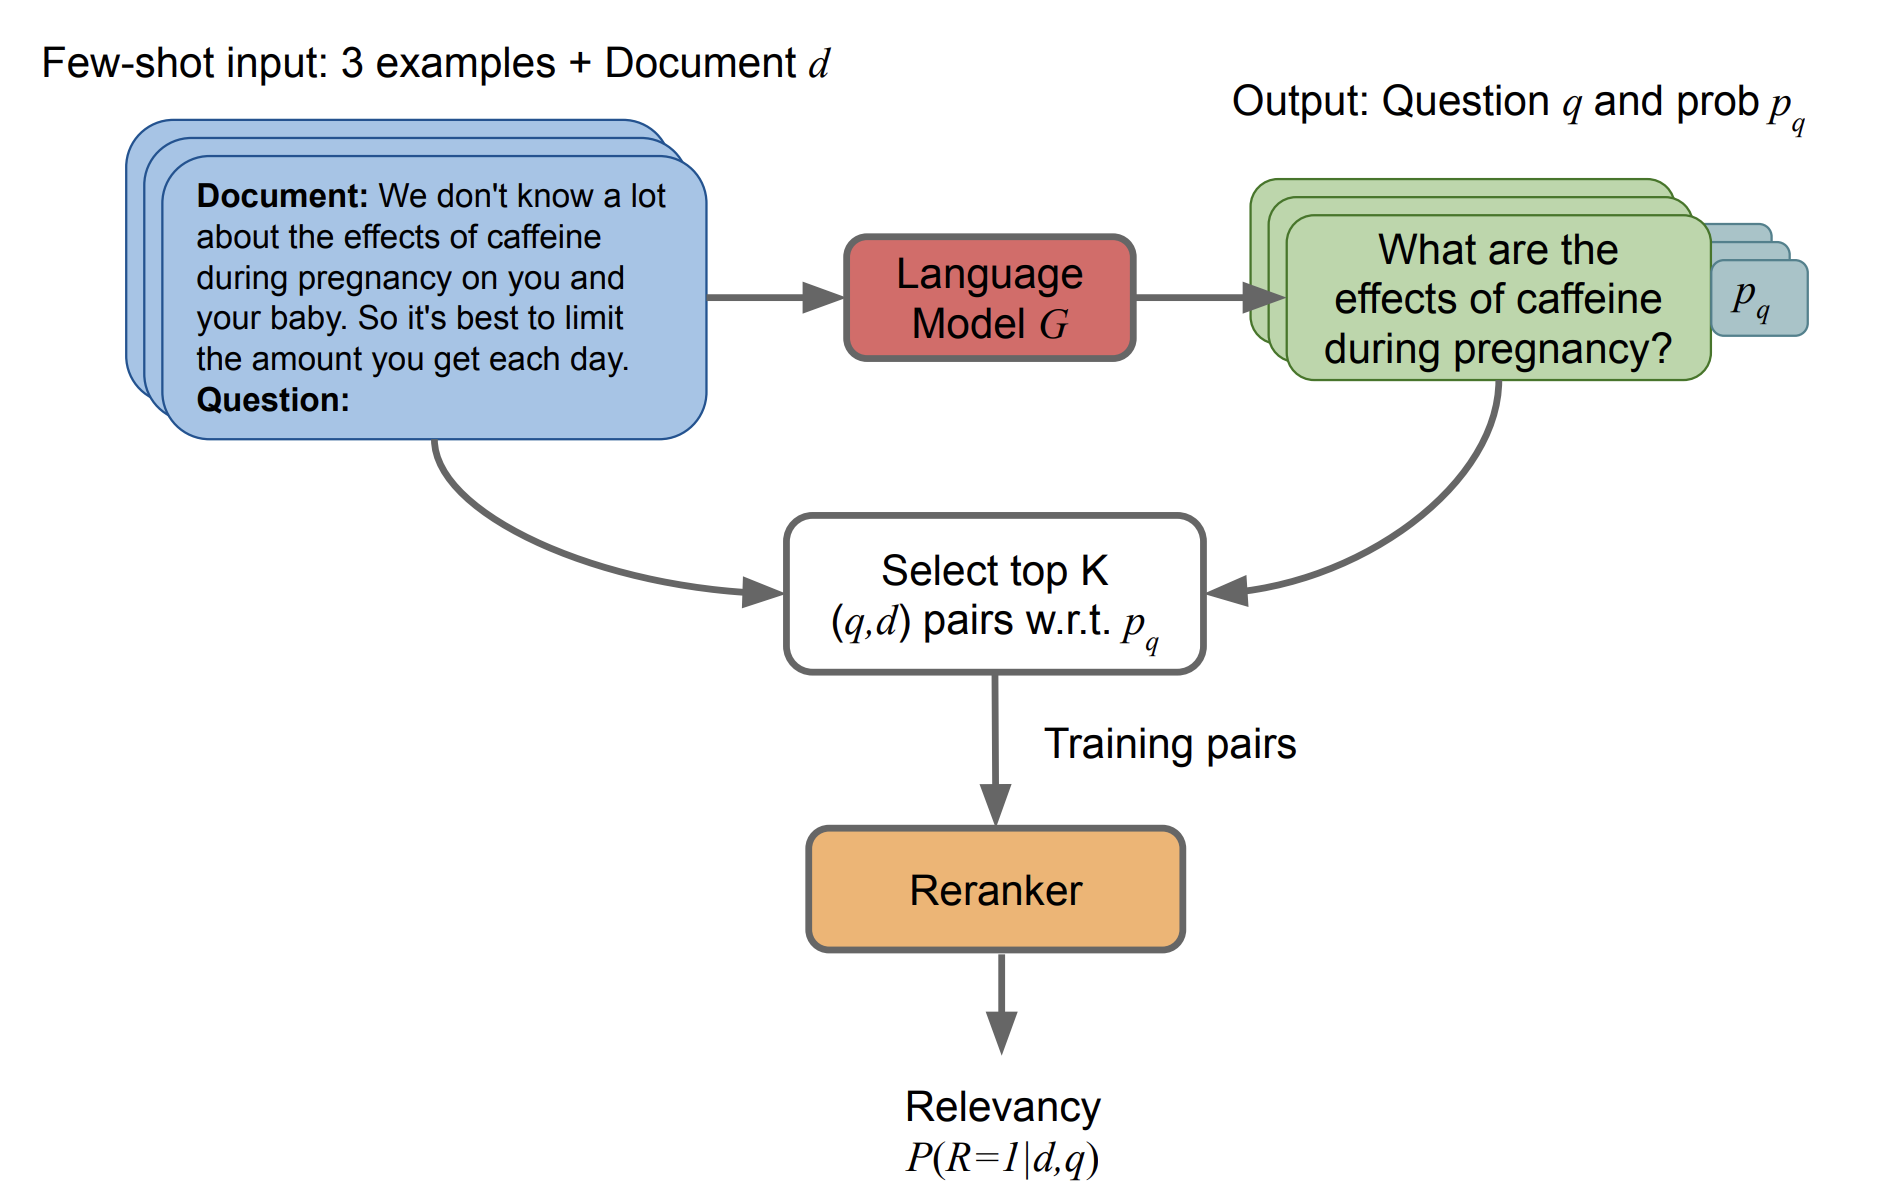 Few-shot input: 3 examples + Document d
Output: Question q and prob p_q
Document: We don't know a lot
about the effects of caffeine
during pregnancy on you and
your baby. So it's best to limit
the amount you get each day.
Question:
Language
Model G
What are the
effects of caffeine
during pregnancy?
p_q
Select top K
(q,d) pairs w.r.t. p_q
Training pairs
Reranker
Relevancy
P(R=1|d,q)